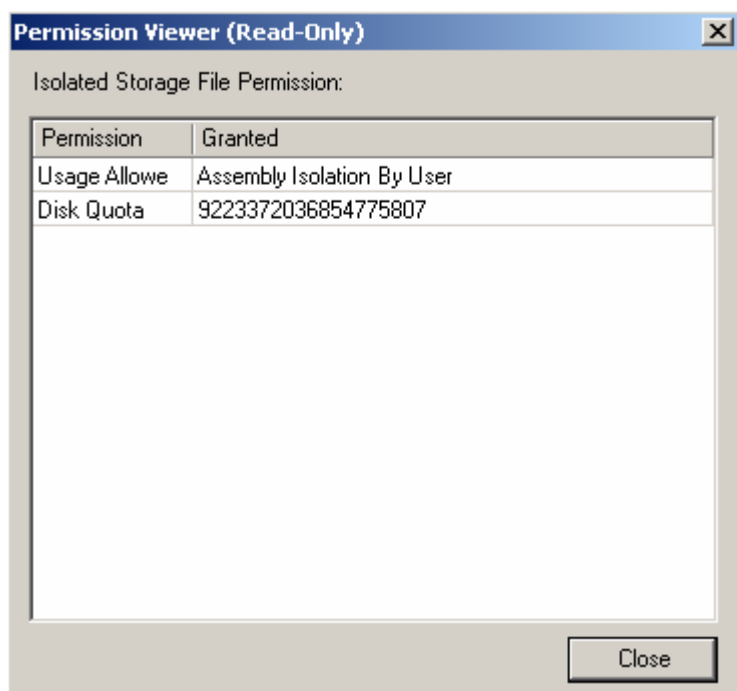 Permission Viewer (Read-Only)
Isolated Storage File Permission:
Permission Granted
Usage Allowe Assembly Isolation By User
Disk Quota 9223372036854775807
Close